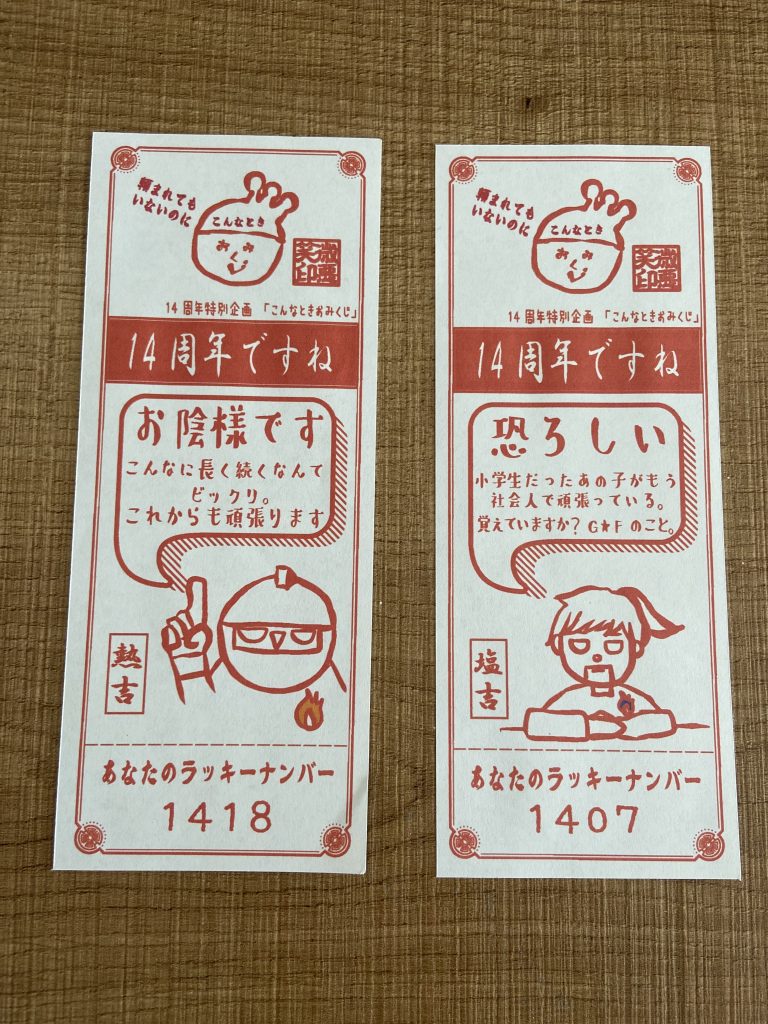 頼まれても
いないのに
こんなとき
おみくじ
微妙
笑印
14周年特別企画 「こんなときおみくじ」
14周年ですね
お陰様です
こんなに長く続くなんて
ビックリ。
これからも頑張ります
熱吉
あなたのラッキーナンバー
1418
頼まれても
いないのに
こんなとき
おみくじ
14周年特別企画 「こんなときおみくじ」
14周年ですね
恐ろしい
小学生だったあの子がもう
社会人で頑張っている。
覚えていますか? G★Fのこと。
塩吉
あなたのラッキーナンバー
1407